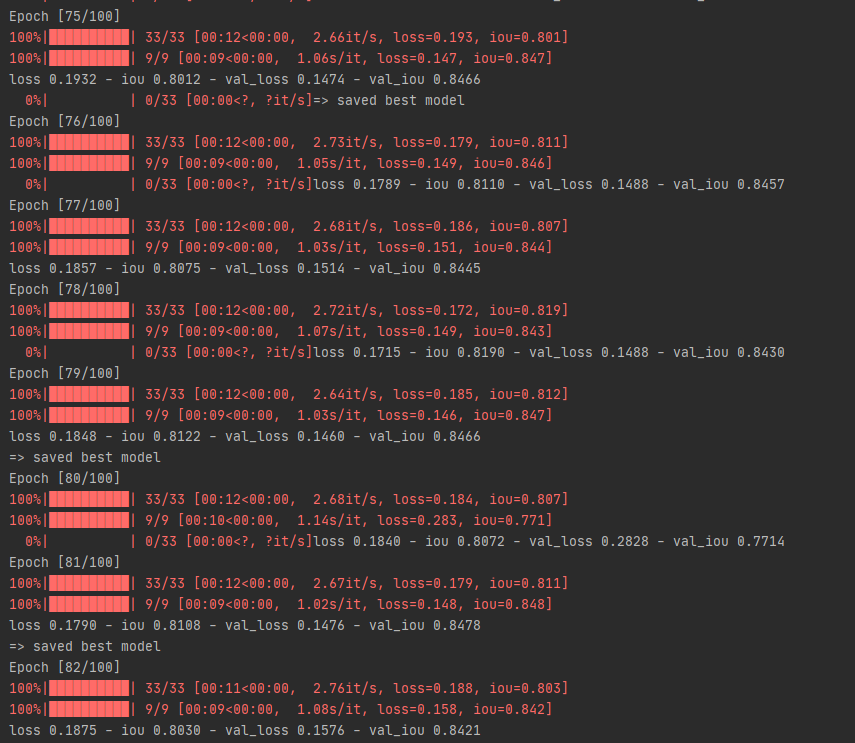 Epoch [75/100]
100%|██████████| 33/33 [00:12<00:00,  2.66it/s, loss=0.193, iou=0.801]
100%|██████████| 9/9 [00:09<00:00,  1.06s/it, loss=0.147, iou=0.847]
loss 0.1932 - iou 0.8012 - val_loss 0.1474 - val_iou 0.8466
  0%|          | 0/33 [00:00<?, ?it/s]=> saved best model
Epoch [76/100]
100%|██████████| 33/33 [00:12<00:00,  2.73it/s, loss=0.179, iou=0.811]
100%|██████████| 9/9 [00:09<00:00,  1.05s/it, loss=0.149, iou=0.846]
  0%|          | 0/33 [00:00<?, ?it/s]loss 0.1789 - iou 0.8110 - val_loss 0.1488 - val_iou 0.8457
Epoch [77/100]
100%|██████████| 33/33 [00:12<00:00,  2.68it/s, loss=0.186, iou=0.807]
100%|██████████| 9/9 [00:09<00:00,  1.03s/it, loss=0.151, iou=0.844]
loss 0.1857 - iou 0.8075 - val_loss 0.1514 - val_iou 0.8445
Epoch [78/100]
100%|██████████| 33/33 [00:12<00:00,  2.72it/s, loss=0.172, iou=0.819]
100%|██████████| 9/9 [00:09<00:00,  1.07s/it, loss=0.149, iou=0.843]
  0%|          | 0/33 [00:00<?, ?it/s]loss 0.1715 - iou 0.8190 - val_loss 0.1488 - val_iou 0.8430
Epoch [79/100]
100%|██████████| 33/33 [00:12<00:00,  2.64it/s, loss=0.185, iou=0.812]
100%|██████████| 9/9 [00:09<00:00,  1.03s/it, loss=0.146, iou=0.847]
loss 0.1848 - iou 0.8122 - val_loss 0.1460 - val_iou 0.8466
=> saved best model
Epoch [80/100]
100%|██████████| 33/33 [00:12<00:00,  2.68it/s, loss=0.184, iou=0.807]
100%|██████████| 9/9 [00:10<00:00,  1.14s/it, loss=0.283, iou=0.771]
  0%|          | 0/33 [00:00<?, ?it/s]loss 0.1840 - iou 0.8072 - val_loss 0.2828 - val_iou 0.7714
Epoch [81/100]
100%|██████████| 33/33 [00:12<00:00,  2.67it/s, loss=0.179, iou=0.811]
100%|██████████| 9/9 [00:09<00:00,  1.02s/it, loss=0.148, iou=0.848]
loss 0.1790 - iou 0.8108 - val_loss 0.1476 - val_iou 0.8478
=> saved best model
Epoch [82/100]
100%|██████████| 33/33 [00:11<00:00,  2.76it/s, loss=0.188, iou=0.803]
100%|██████████| 9/9 [00:09<00:00,  1.08s/it, loss=0.158, iou=0.842]
loss 0.1875 - iou 0.8030 - val_loss 0.1576 - val_iou 0.8421